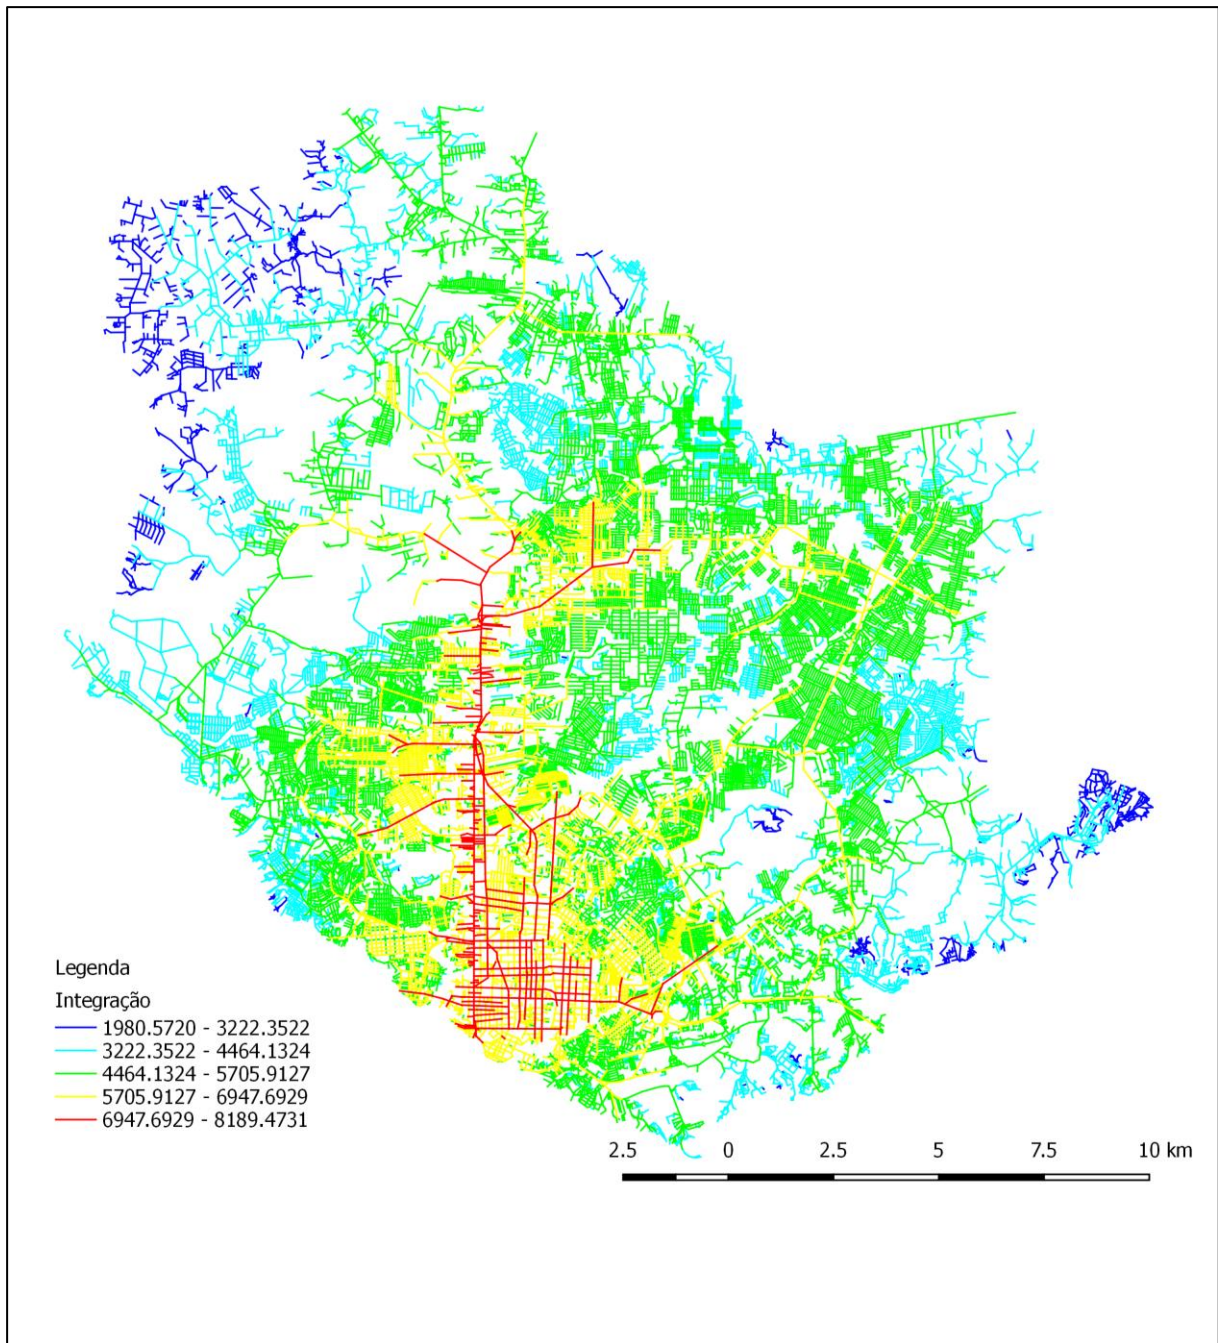 Legenda
Integração
1980.5720 - 3222.3522
3222.3522 - 4464.1324
4464.1324 - 5705.9127
5705.9127 - 6947.6929
6947.6929 - 8189.4731
2.5 0 2.5 5 7.5 10 km